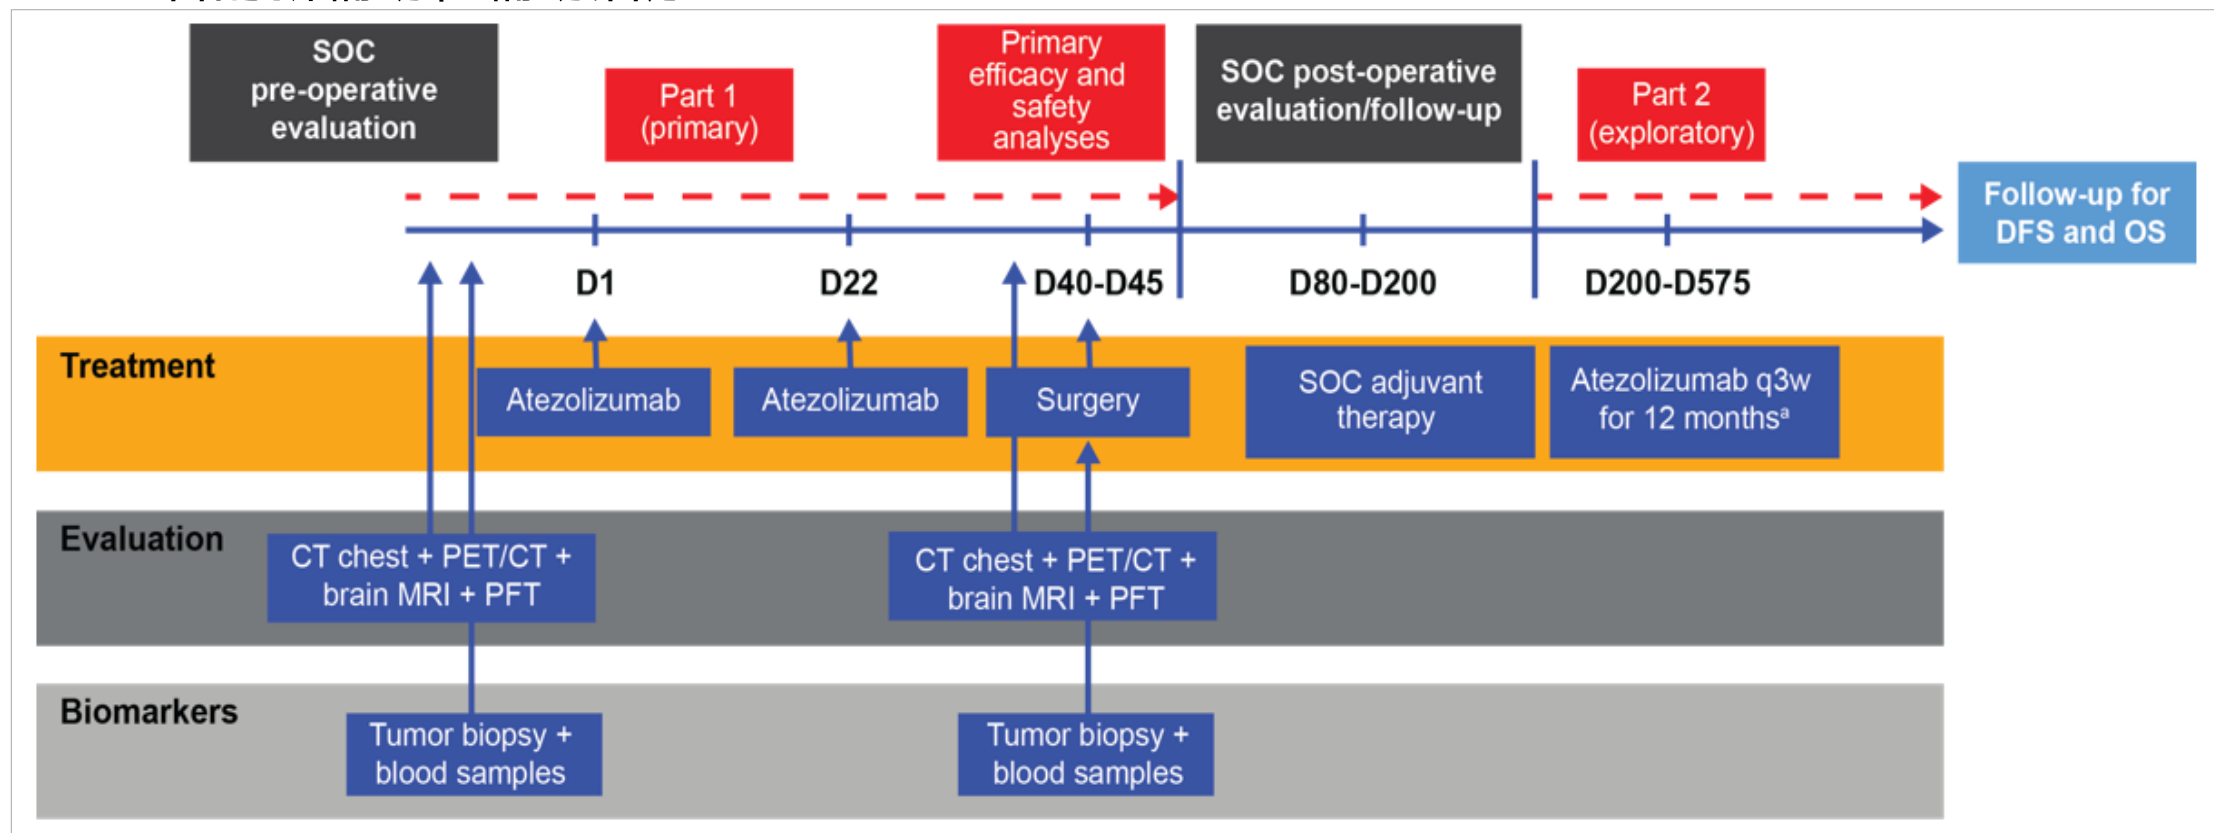 SOC
pre-operative
evaluation
Part 1
(primary)
Primary
efficacy and
safety
analyses
SOC post-operative
evaluation/follow-up
Part 2
(exploratory)
Follow-up for
DFS and OS
D1
D22
D40-D45
D80-D200
D200-D575
Treatment
Atezolizumab
Atezolizumab
Surgery
SOC adjuvant
therapy
Atezolizumab q3w
for 12 monthsᵃ
Evaluation
CT chest + PET/CT +
brain MRI + PFT
CT chest + PET/CT +
brain MRI + PFT
Biomarkers
Tumor biopsy +
blood samples
Tumor biopsy +
blood samples